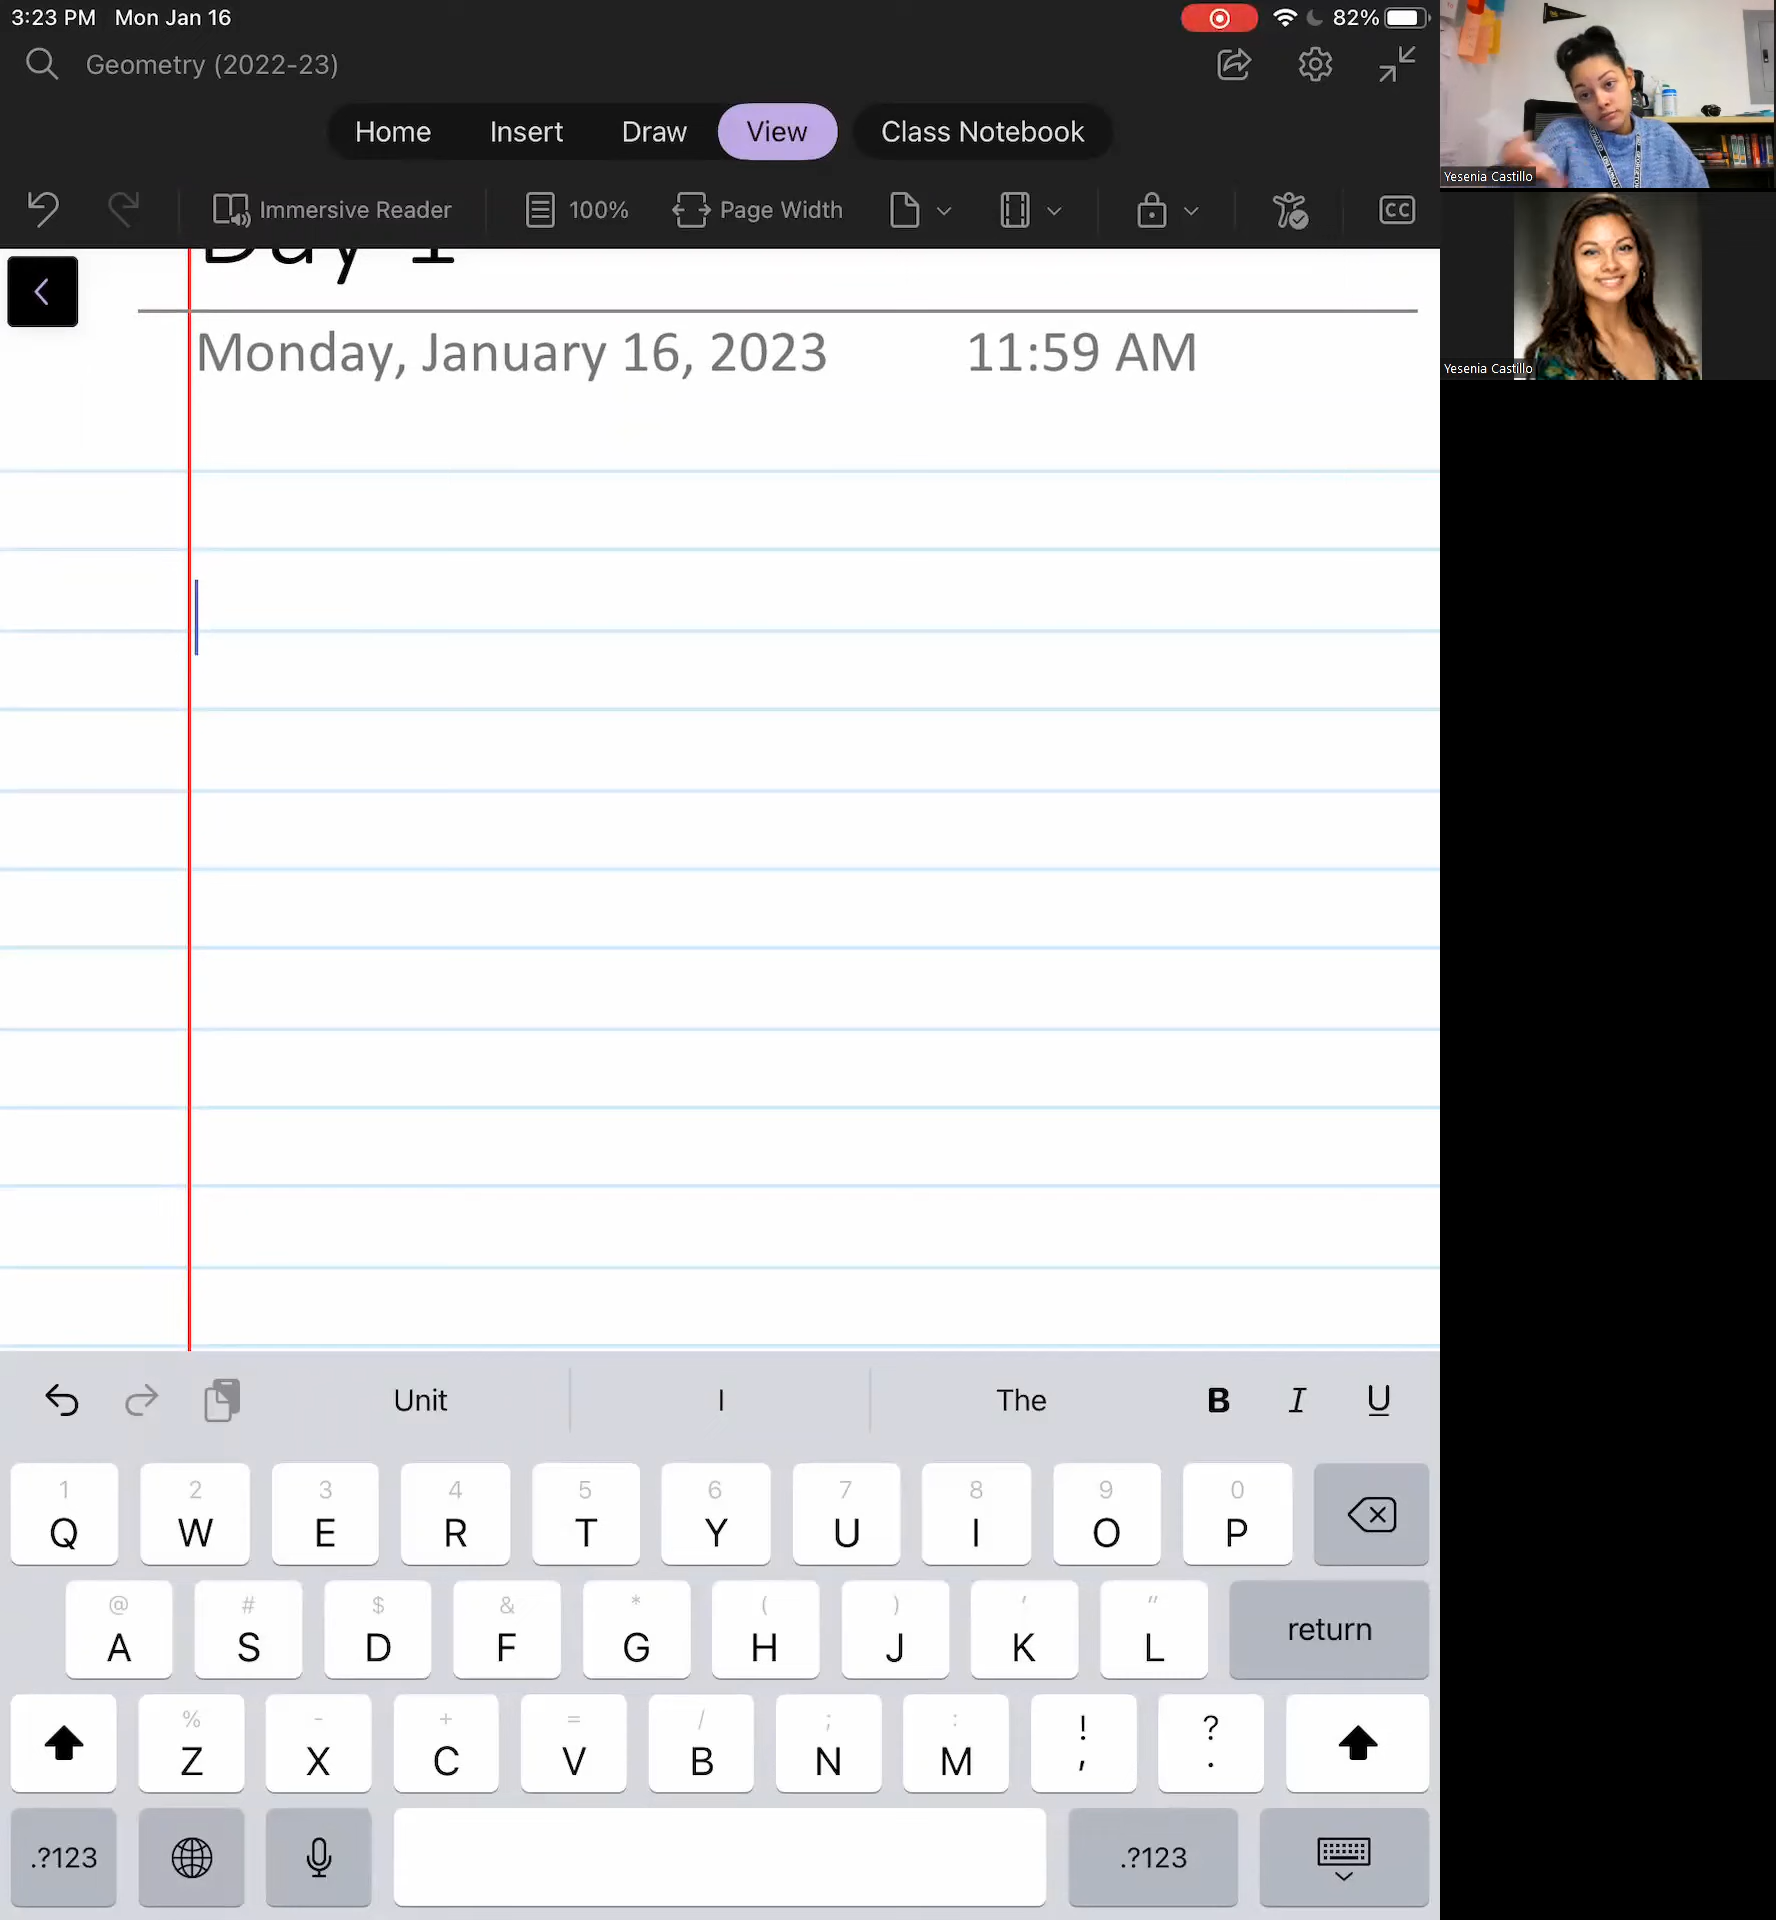 3:23 PM Mon Jan 16
82%
Geometry (2022-23)
Home Insert Draw View Class Notebook
Immersive Reader 100% Page Width CC
Day 1
Monday, January 16, 2023 11:59 AM
Yesenia Castillo
Yesenia Castillo
Unit I The B I U
1 2 3 4 5 6 7 8 9 0
Q W E R T Y U I O P
@ # $ & * ( ) ' "
A S D F G H J K L return
% - + = / ; : ! ?
Z X C V B N M , .
.?123 .?123